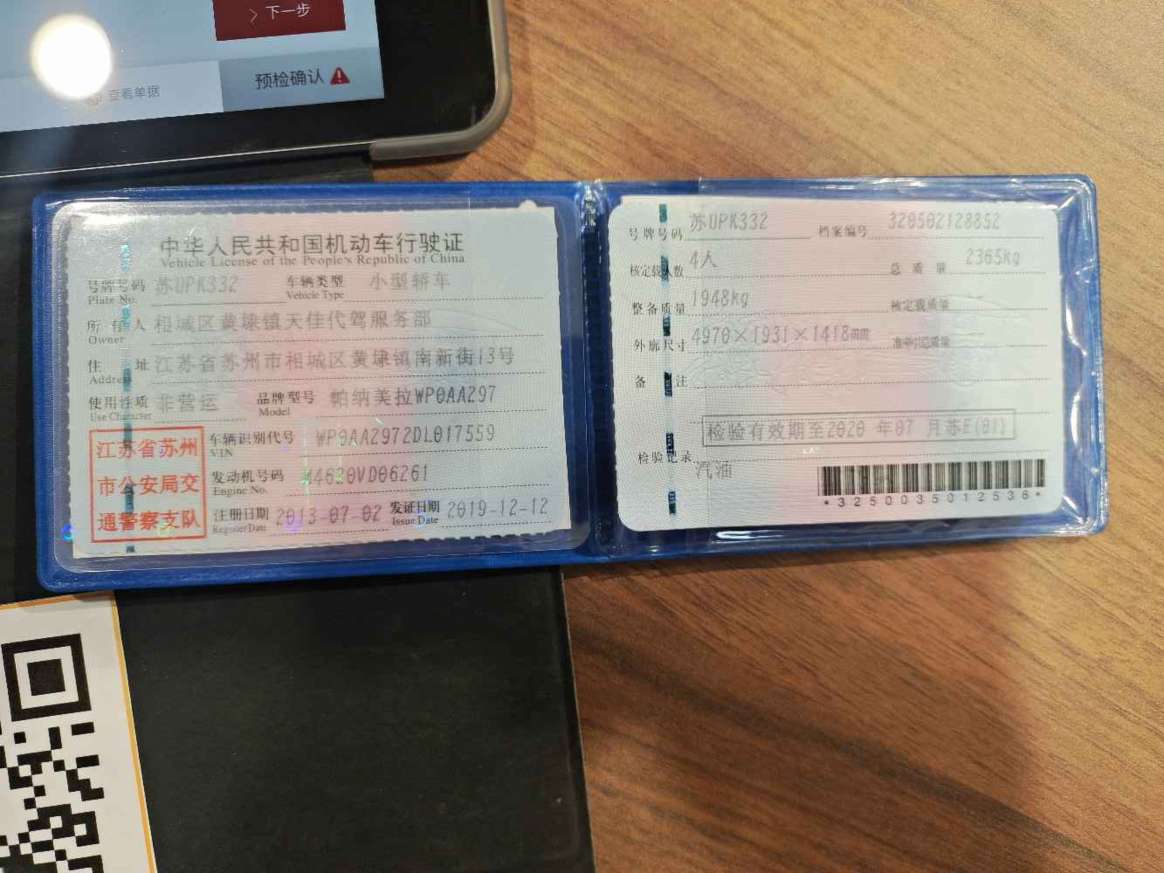 下一步
查看单据
预检确认
中华人民共和国机动车行驶证
Vehicle License of the People's Republic of China
号牌号码 苏UPK332 车辆类型 小型轿车
Plate No. Vehicle Type
所有人 相城区黄埭镇天佳代驾服务部
Owner
住址 江苏省苏州市相城区黄埭镇南新街13号
Address
使用性质 非营运 品牌型号 帕纳美拉WP0AA297
Use Character Model
江苏省苏州
市公安局交
通警察支队
车辆识别代号 WP0AA2972DL017559
VIN
发动机号码 M4620VD06261
Engine No.
注册日期 2013-07-02 发证日期 2019-12-12
Register Date Issue Date
号牌号码 苏UPK332 档案编号 320502128852
核定载人数 4人 总质量 2365kg
整备质量 1948kg 核定载质量
外廓尺寸 4970×1931×1418mm 准牵引总质量
备注
检验有效期至2020 年07 月苏E(01)
检验记录
汽油
*3250035012536*